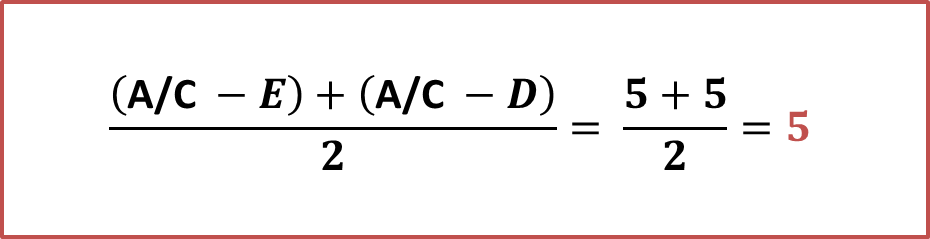 (A/C − E) + (A/C − D)
2
=
5 + 5
2
= 5